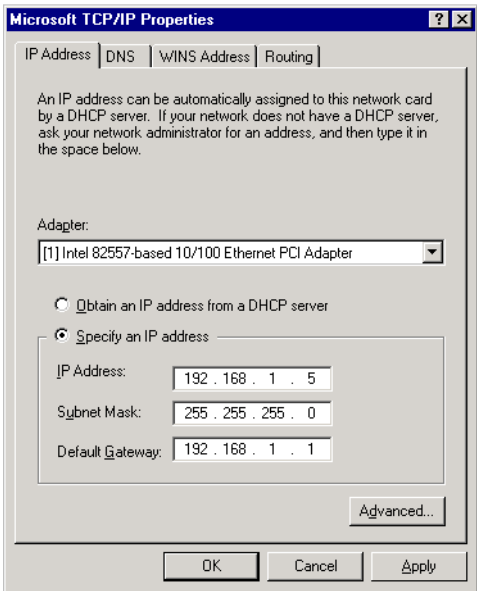 Microsoft TCP/IP Properties ? X
IP Address DNS WINS Address Routing
An IP address can be automatically assigned to this network card
by a DHCP server. If your network does not have a DHCP server,
ask your network administrator for an address, and then type it in
the space below.
Adapter:
[1] Intel 82557-based 10/100 Ethernet PCI Adapter
Obtain an IP address from a DHCP server
Specify an IP address
IP Address: 192 . 168 . 1 . 5
Subnet Mask: 255 . 255 . 255 . 0
Default Gateway: 192 . 168 . 1 . 1
Advanced...
OK Cancel Apply